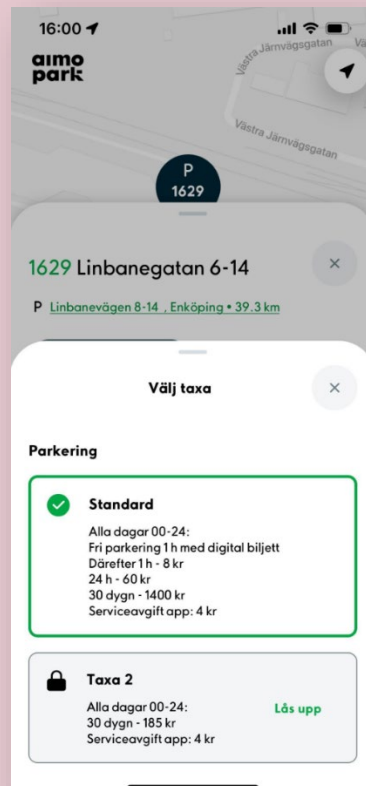 16:00
aimo
park
Västra Järnvägsgatan
Vä
Västra Järnvägsgatan
P
1629
1629 Linbanegatan 6-14
P Linbanevägen 8-14 , Enköping • 39.3 km
Välj taxa
Parkering
Standard
Alla dagar 00-24:
Fri parkering 1 h med digital biljett
Därefter 1 h - 8 kr
24 h - 60 kr
30 dygn - 1400 kr
Serviceavgift app: 4 kr
Taxa 2
Alla dagar 00-24:
Lås upp
30 dygn - 185 kr
Serviceavgift app: 4 kr